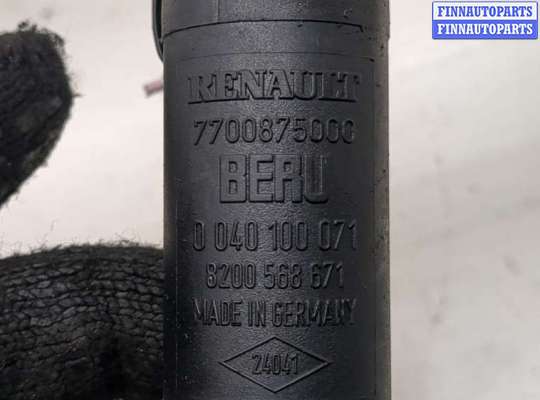 FINNAUTOPARTS
FINNAUTOPARTS
RENAULT
7700875000
BERU
0 040 100 071
8200 568 671
MADE IN GERMANY
24041